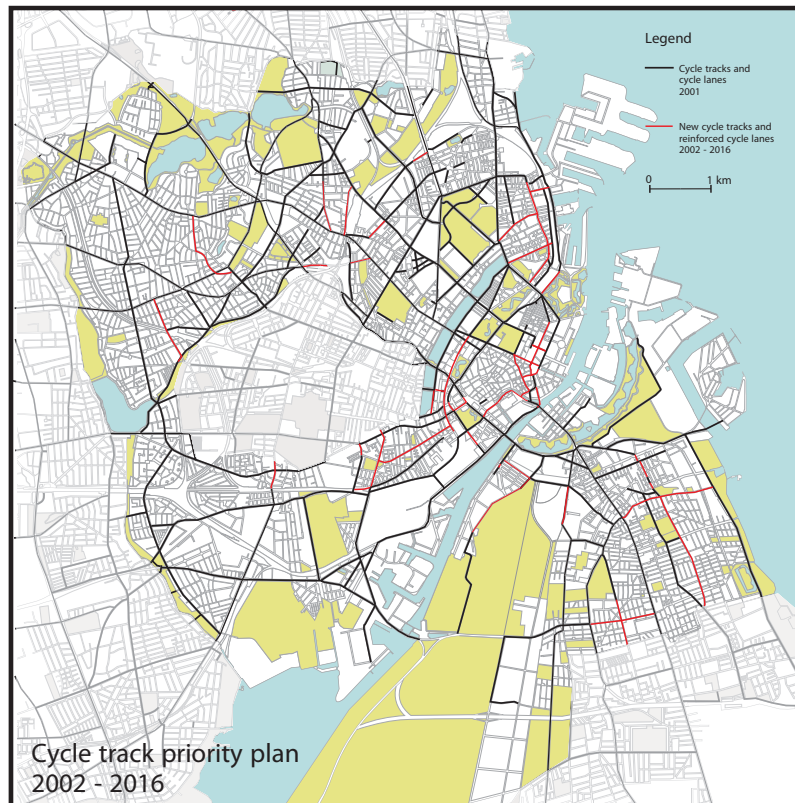 Legend
Cycle tracks and
cycle lanes
2001
New cycle tracks and
reinforced cycle lanes
2002 - 2016
0 1 km
Cycle track priority plan
2002 - 2016